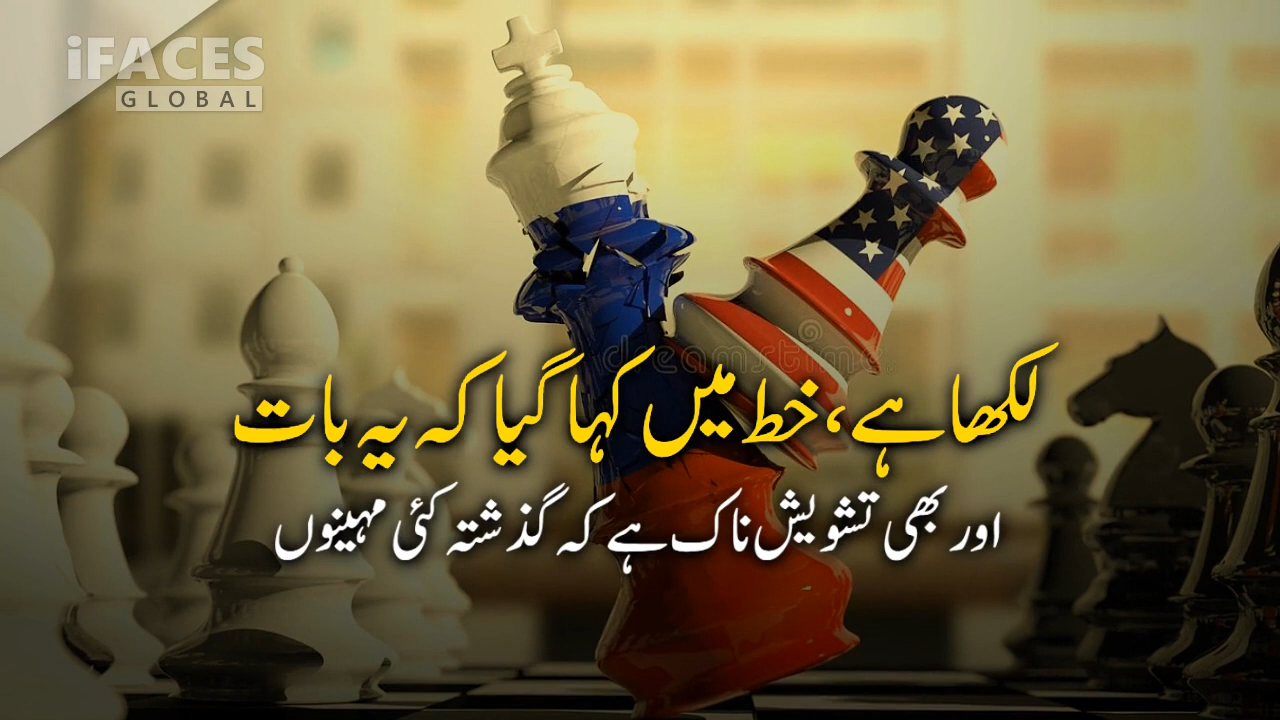 iFACES
GLOBAL
dreamstime
لکھا ہے، خط میں کہا گیا کہ یہ بات
اور بھی تشویش ناک ہے کہ گذشتہ کئی مہینوں